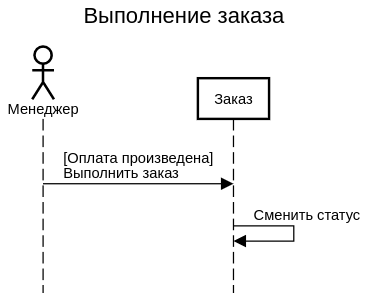 Выполнение заказа
Менеджер
Заказ
[Оплата произведена]
Выполнить заказ
Сменить статус